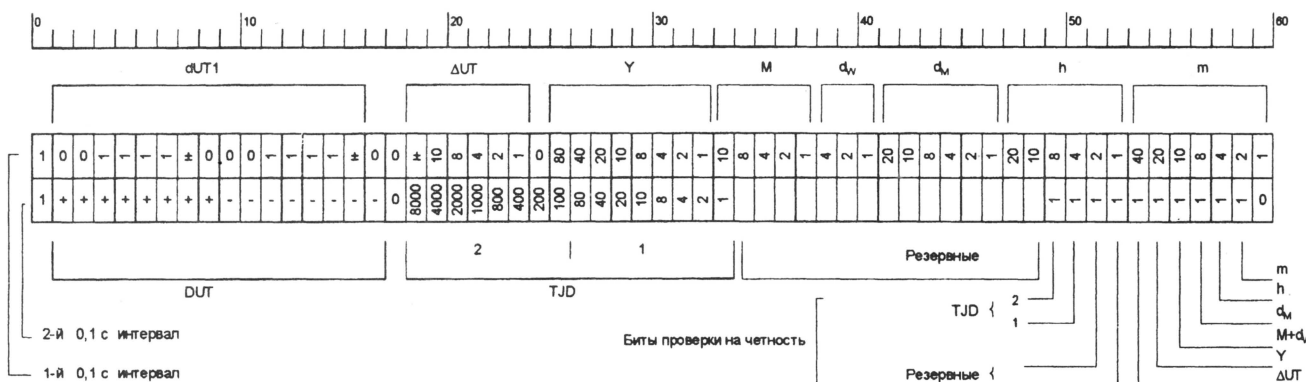 0 10 20 30 40 50 60
dUT1 ΔUT Y M dW dM h m
1 0 0 1 1 1 1 ± 0 0 0 1 1 1 1 ± 0 0 ± 10 8 4 2 1 0 80 40 20 10 8 4 2 1 10 8 4 2 1 4 2 1 20 10 8 4 2 1 20 10 8 4 2 1 40 20 10 8 4 2 1
1 + + + + + + + + - - - - - - - - 0 8000 4000 2000 1000 800 400 200 100 80 40 20 10 8 4 2 1 1 1 1 1 1 1 1 1 1 1 0
2 1
Резервные
DUT TJD
m
h
TJD { 2
1
dM
2-й 0,1 с интервал
Биты проверки на четность
M+dW
Y
1-й 0,1 с интервал
Резервные {
ΔUT